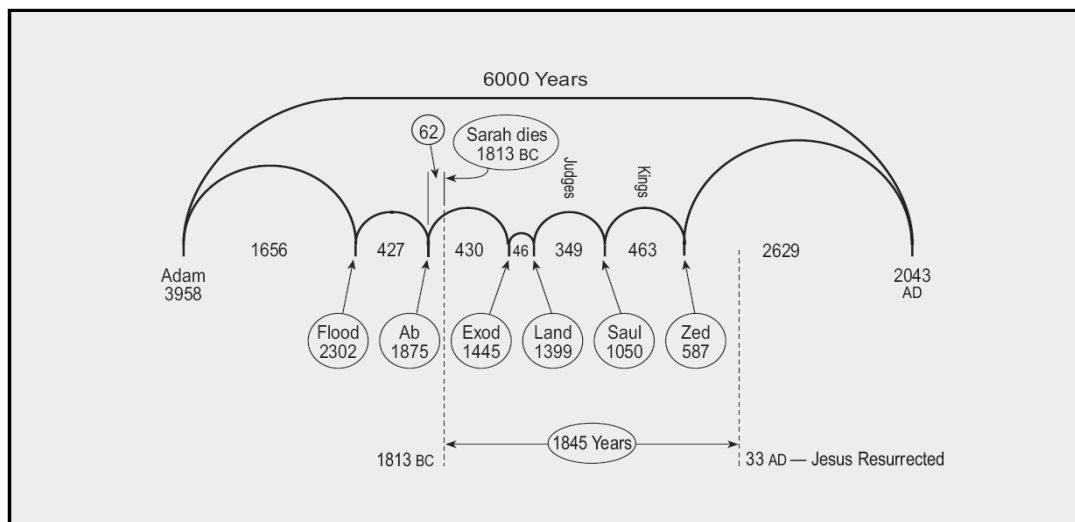 6000 Years
62
Sarah dies
1813 BC
Judges
Kings
1656
427
430
46
349
463
2629
Adam
3958
2043
AD
Flood
2302
Ab
1875
Exod
1445
Land
1399
Saul
1050
Zed
587
1845 Years
1813 BC
33 AD — Jesus Resurrected